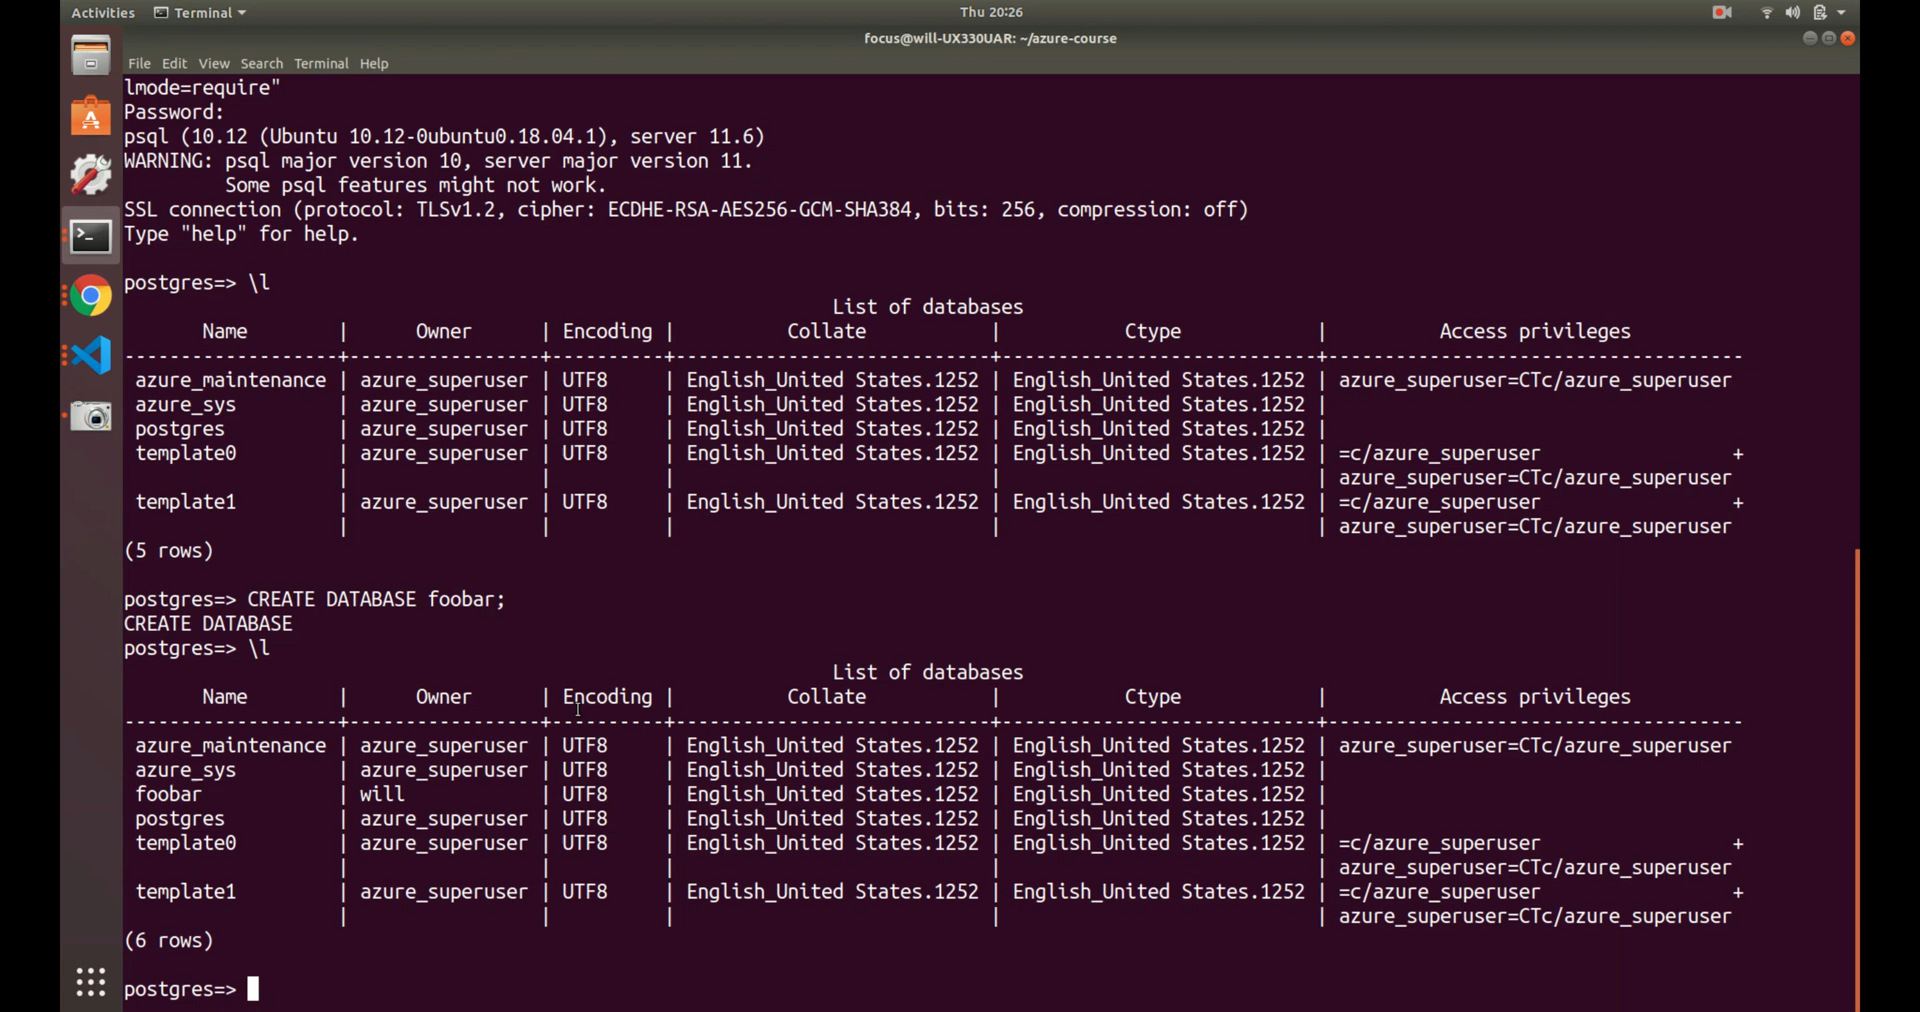 Activities Terminal Thu 20:26
focus@will-UX330UAR: ~/azure-course
File Edit View Search Terminal Help
lmode=require"
Password:
psql (10.12 (Ubuntu 10.12-0ubuntu0.18.04.1), server 11.6)
WARNING: psql major version 10, server major version 11.
         Some psql features might not work.
SSL connection (protocol: TLSv1.2, cipher: ECDHE-RSA-AES256-GCM-SHA384, bits: 256, compression: off)
Type "help" for help.
postgres=> \l
                                                               List of databases
       Name        |      Owner      | Encoding |          Collate           |           Ctype            |          Access privileges
-------------------+-----------------+----------+----------------------------+----------------------------+-------------------------------------
 azure_maintenance | azure_superuser | UTF8     | English_United States.1252 | English_United States.1252 | azure_superuser=CTc/azure_superuser
 azure_sys         | azure_superuser | UTF8     | English_United States.1252 | English_United States.1252 |
 postgres          | azure_superuser | UTF8     | English_United States.1252 | English_United States.1252 |
 template0         | azure_superuser | UTF8     | English_United States.1252 | English_United States.1252 | =c/azure_superuser                 +
                   |                 |          |                            |                            | azure_superuser=CTc/azure_superuser
 template1         | azure_superuser | UTF8     | English_United States.1252 | English_United States.1252 | =c/azure_superuser                 +
                   |                 |          |                            |                            | azure_superuser=CTc/azure_superuser
(5 rows)
postgres=> CREATE DATABASE foobar;
CREATE DATABASE
postgres=> \l
                                                               List of databases
       Name        |      Owner      | Encoding |          Collate           |           Ctype            |          Access privileges
-------------------+-----------------+----------+----------------------------+----------------------------+-------------------------------------
 azure_maintenance | azure_superuser | UTF8     | English_United States.1252 | English_United States.1252 | azure_superuser=CTc/azure_superuser
 azure_sys         | azure_superuser | UTF8     | English_United States.1252 | English_United States.1252 |
 foobar            | will            | UTF8     | English_United States.1252 | English_United States.1252 |
 postgres          | azure_superuser | UTF8     | English_United States.1252 | English_United States.1252 |
 template0         | azure_superuser | UTF8     | English_United States.1252 | English_United States.1252 | =c/azure_superuser                 +
                   |                 |          |                            |                            | azure_superuser=CTc/azure_superuser
 template1         | azure_superuser | UTF8     | English_United States.1252 | English_United States.1252 | =c/azure_superuser                 +
                   |                 |          |                            |                            | azure_superuser=CTc/azure_superuser
(6 rows)
postgres=>